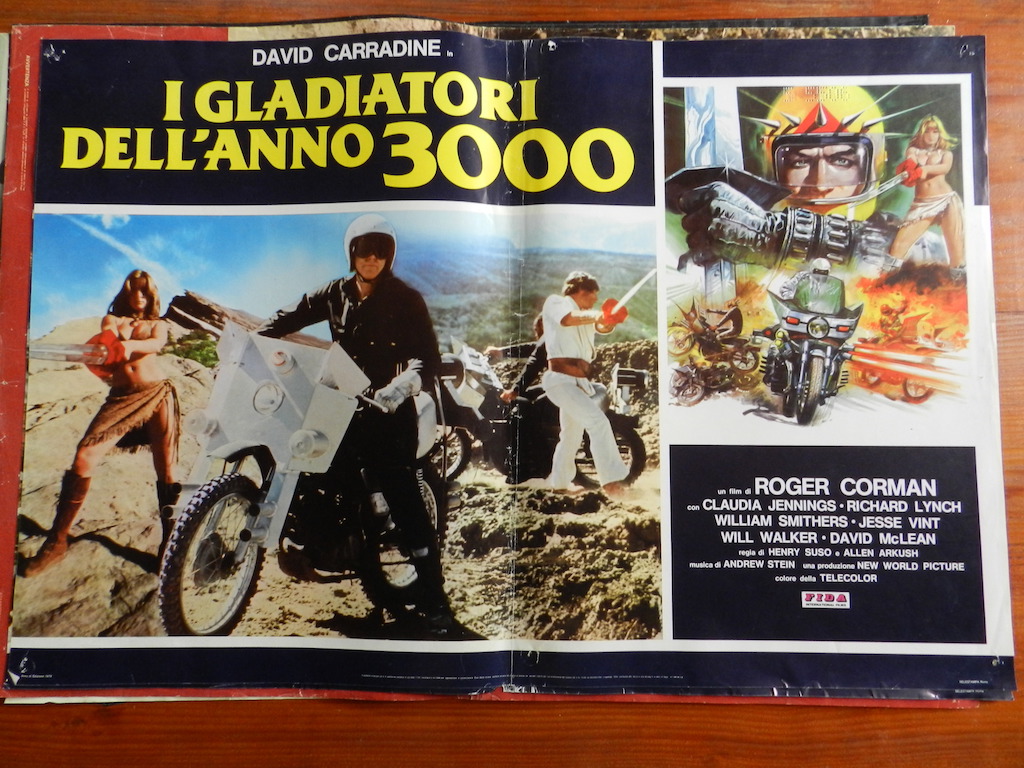 DAVID CARRADINE in
I GLADIATORI
DELL'ANNO 3000
un film di ROGER CORMAN
con CLAUDIA JENNINGS • RICHARD LYNCH
WILLIAM SMITHERS • JESSE VINT
WILL WALKER • DAVID McLEAN
regia di HENRY SUSO e ALLEN ARKUSH
musica di ANDREW STEIN una produzione NEW WORLD PICTURE
colore della TELECOLOR
FIDA
INTERNATIONAL FILMS